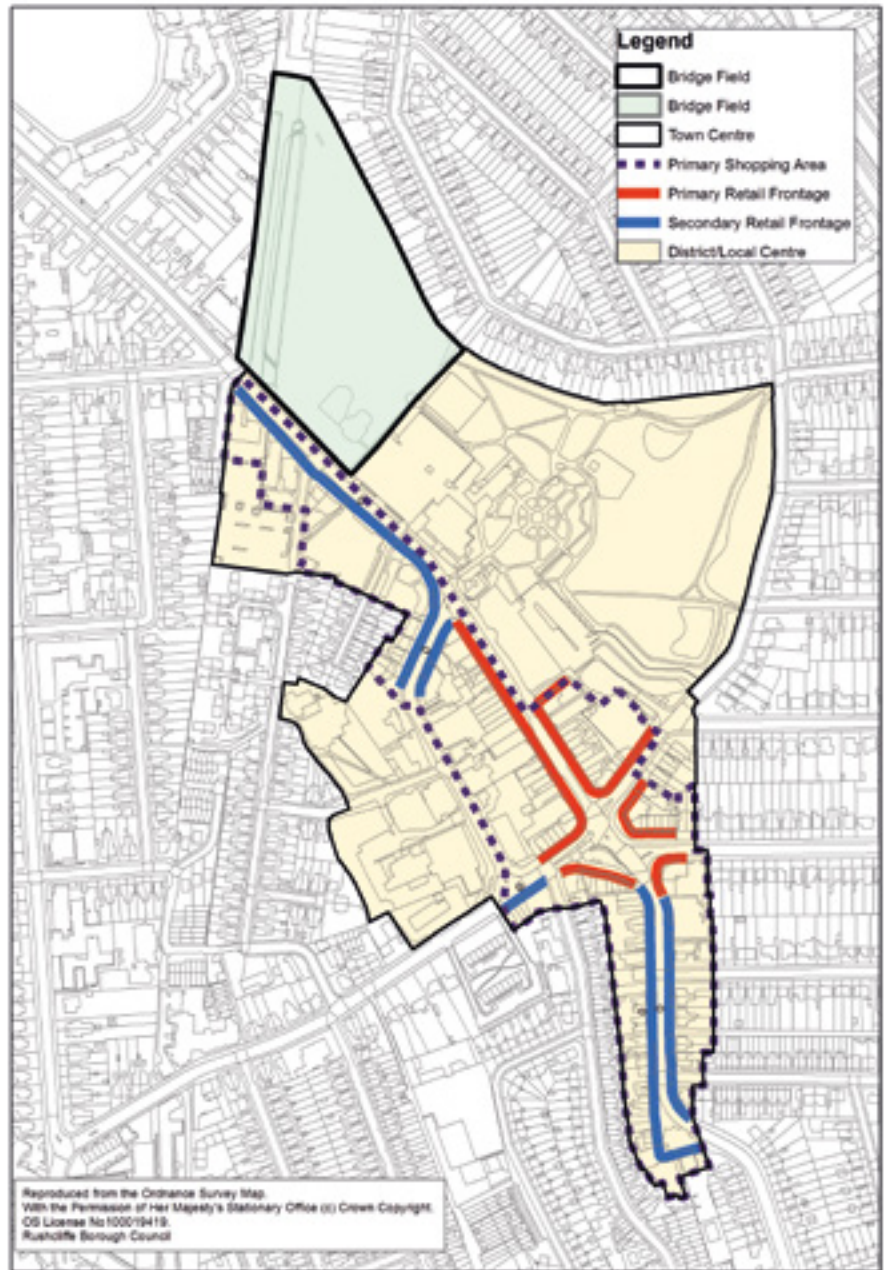 Legend
Bridge Field
Bridge Field
Town Centre
Primary Shopping Area
Primary Retail Frontage
Secondary Retail Frontage
District/Local Centre
Reproduced from the Ordnance Survey Map.
With the Permission of Her Majesty's Stationary Office (c) Crown Copyright.
OS License No100019419.
Rushcliffe Borough Council